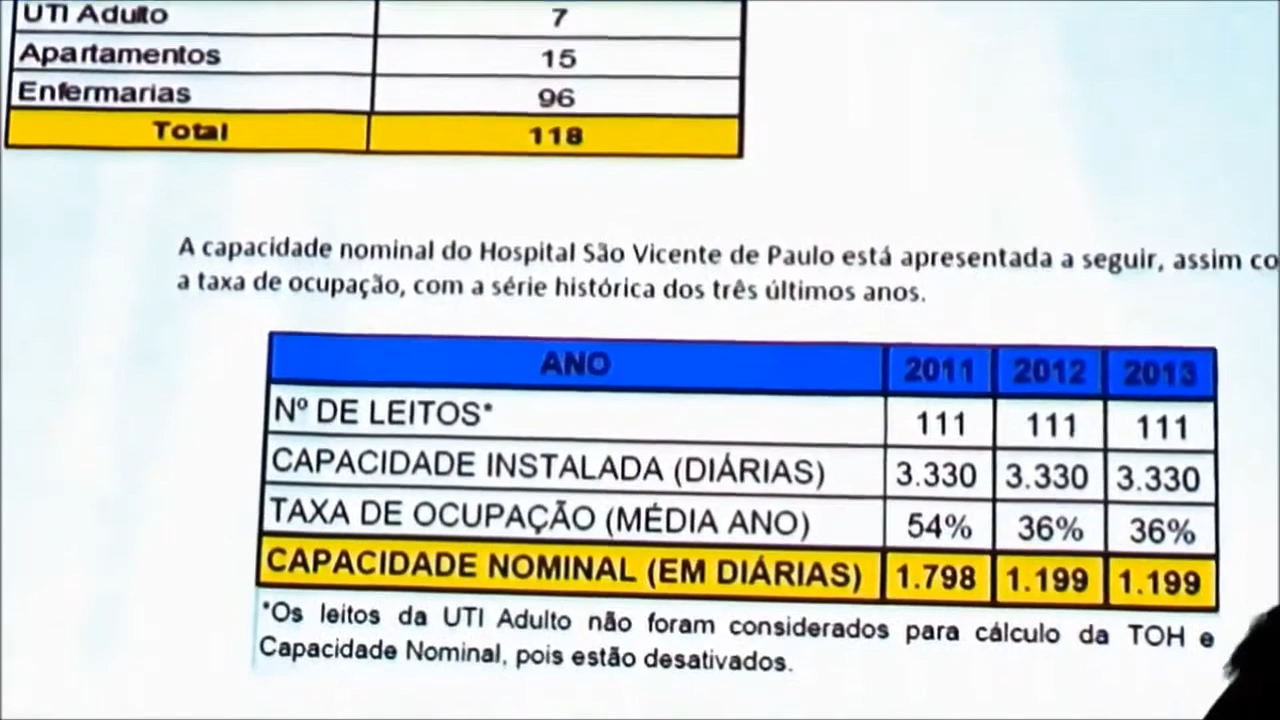 UTI Adulto 7
Apartamentos 15
Enfermarias 96
Total 118
A capacidade nominal do Hospital São Vicente de Paulo está apresentada a seguir, assim co
a taxa de ocupação, com a série histórica dos três últimos anos.
ANO 2011 2012 2013
Nº DE LEITOS* 111 111 111
CAPACIDADE INSTALADA (DIÁRIAS) 3.330 3.330 3.330
TAXA DE OCUPAÇÃO (MÉDIA ANO) 54% 36% 36%
CAPACIDADE NOMINAL (EM DIÁRIAS) 1.798 1.199 1.199
*Os leitos da UTI Adulto não foram considerados para cálculo da TOH e
Capacidade Nominal, pois estão desativados.